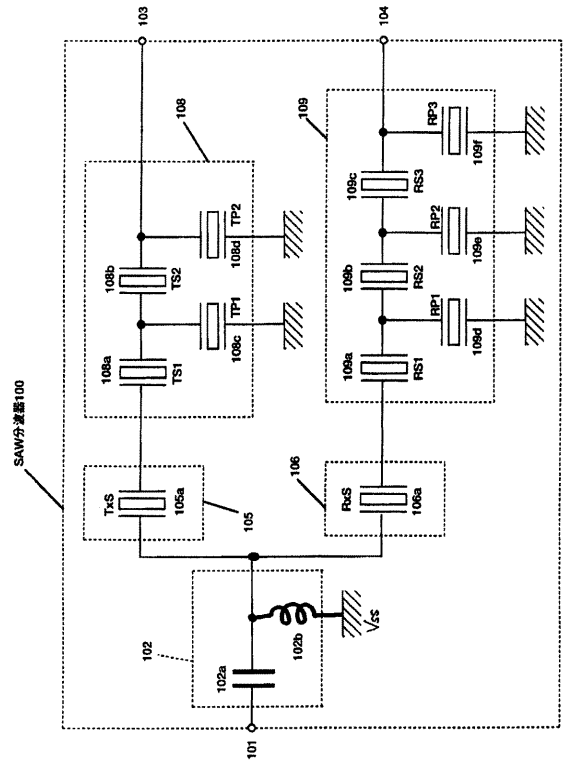 SAW分波器100
101
102
102a
102b
Vss
TxS
105a
105
RxS
106a
106
108
108a
TS1
108b
TS2
TP1
108c
TP2
108d
103
109
109a
RS1
109b
RS2
109c
RS3
RP1
109d
RP2
109e
RP3
109f
104